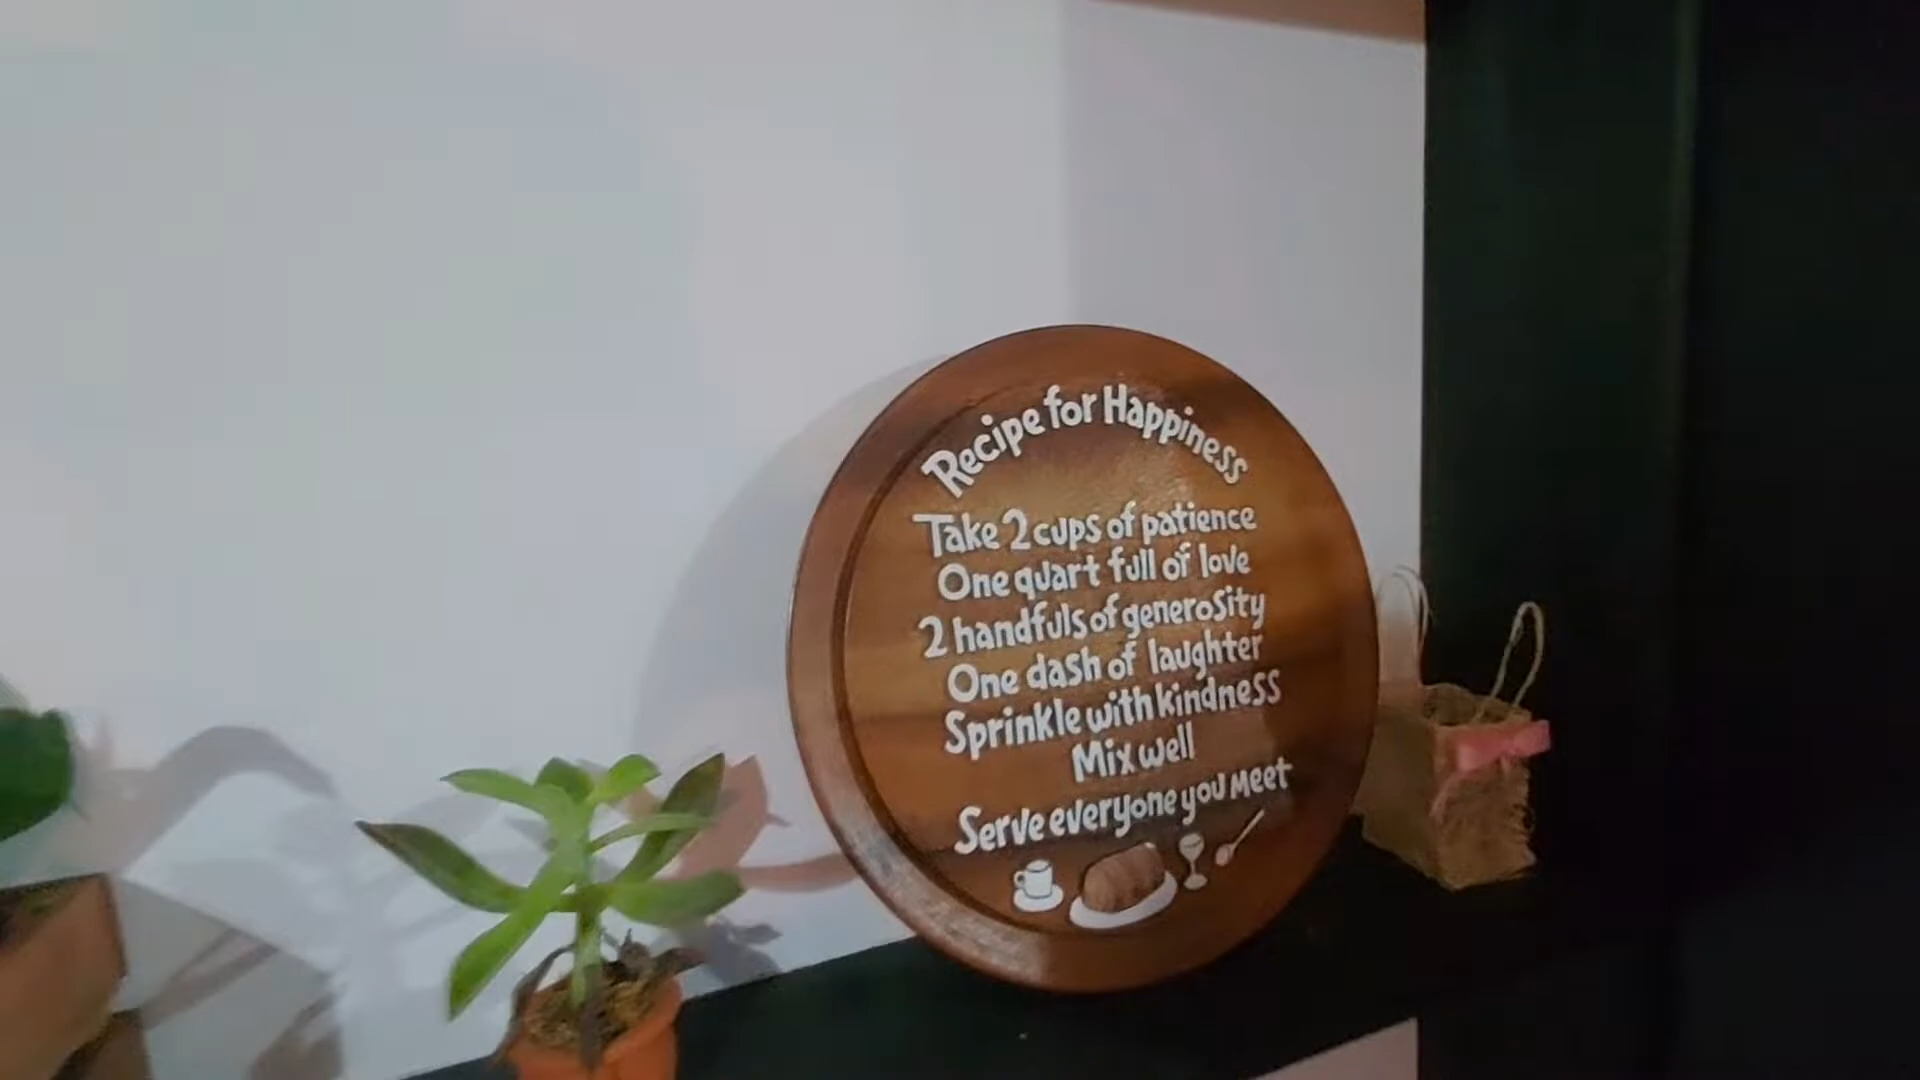 Recipe for Happiness
Take 2 cups of patience
One quart full of love
2 handfuls of generosity
One dash of laughter
Sprinkle with kindness
Mix well
Serve everyone you meet